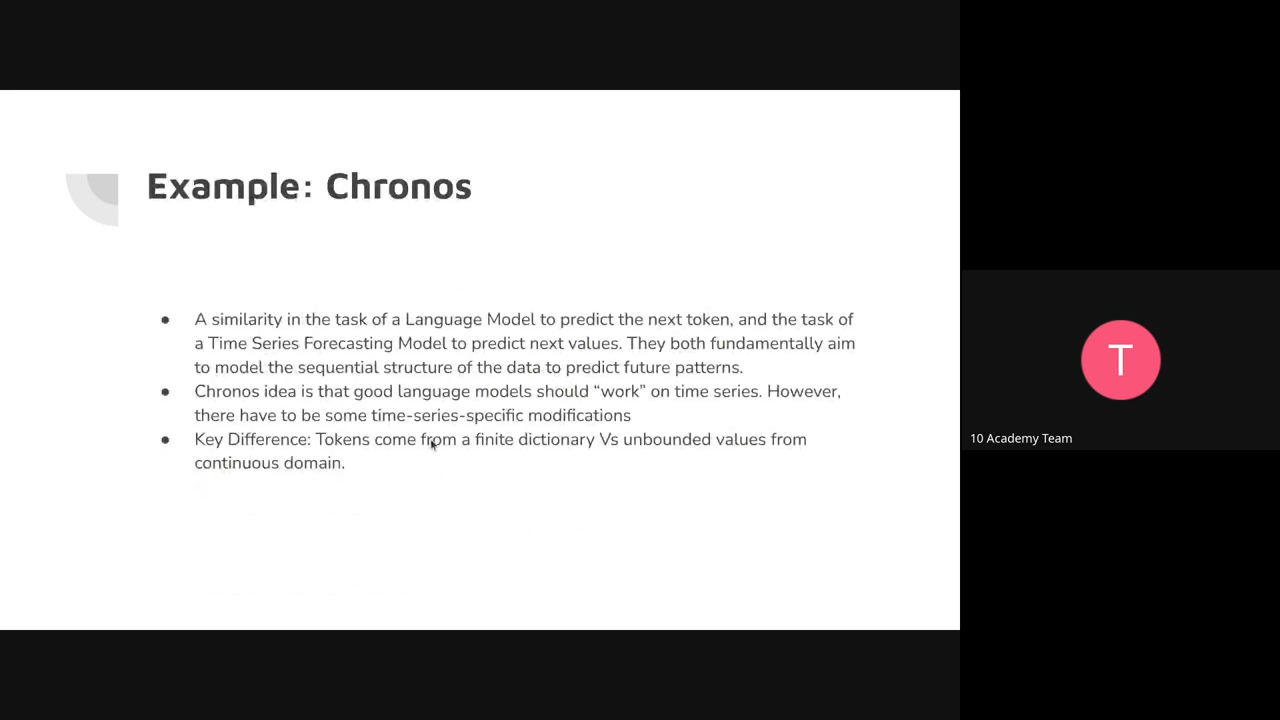 Example: Chronos
● A similarity in the task of a Language Model to predict the next token, and the task of
a Time Series Forecasting Model to predict next values. They both fundamentally aim
to model the sequential structure of the data to predict future patterns.
● Chronos idea is that good language models should “work” on time series. However,
there have to be some time-series-specific modifications
● Key Difference: Tokens come from a finite dictionary Vs unbounded values from
continuous domain.
T
10 Academy Team